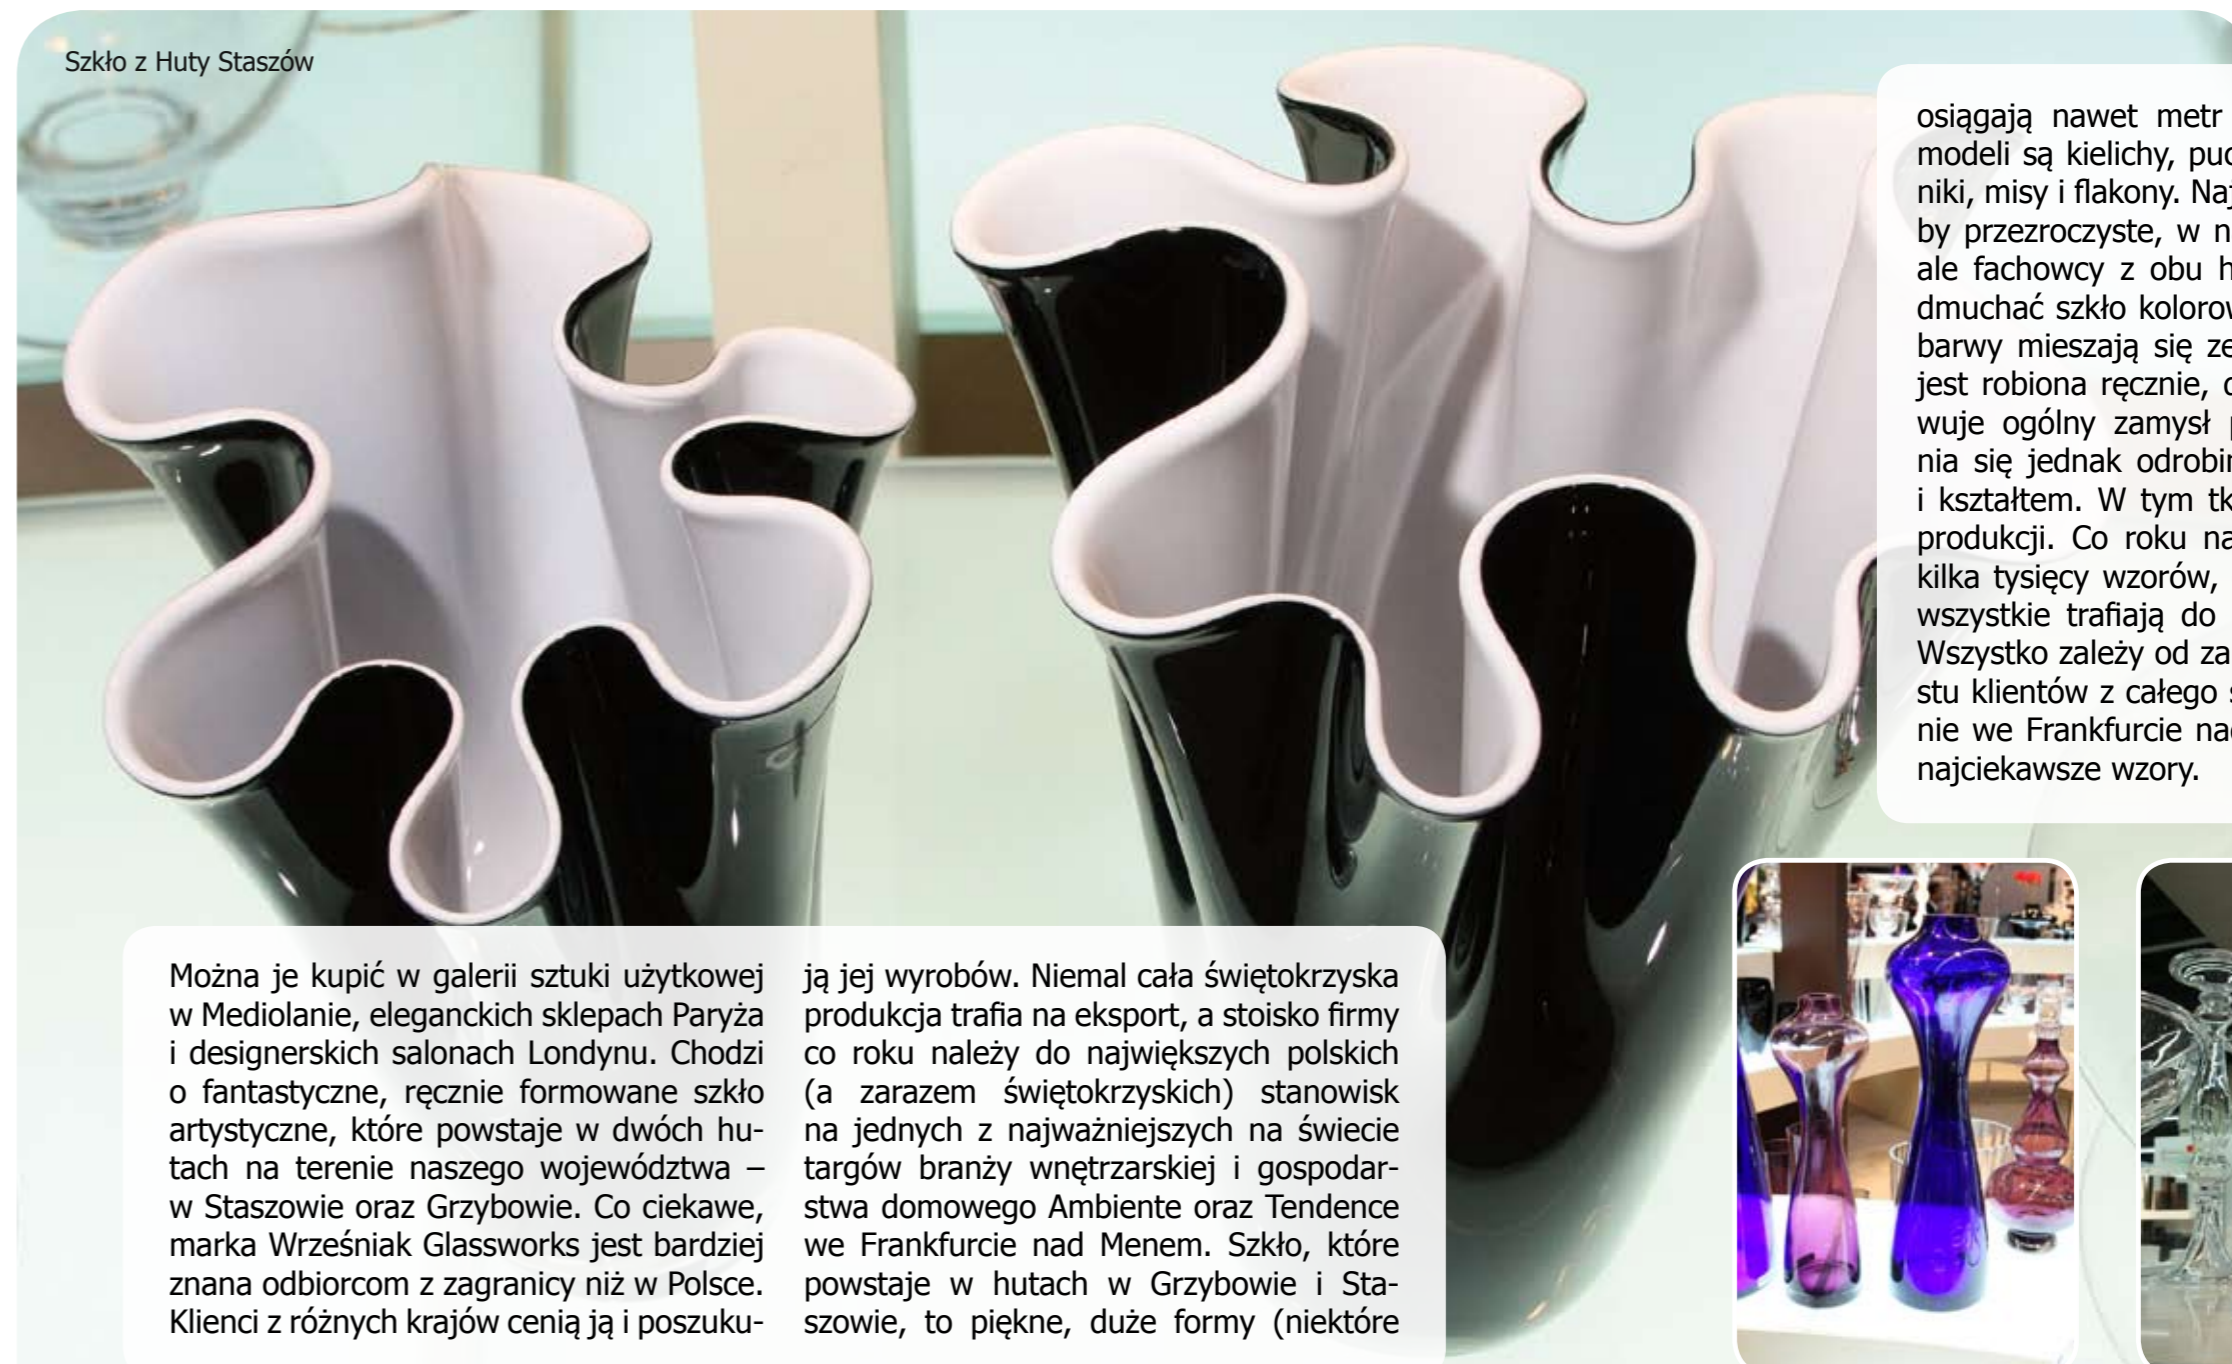 Szkło z Huty Staszów
Można je kupić w galerii sztuki użytkowej
w Mediolanie, eleganckich sklepach Paryża
i designerskich salonach Londynu. Chodzi
o fantastyczne, ręcznie formowane szkło
artystyczne, które powstaje w dwóch hu-
tach na terenie naszego województwa –
w Staszowie oraz Grzybowie. Co ciekawe,
marka Wrześniak Glassworks jest bardziej
znana odbiorcom z zagranicy niż w Polsce.
Klienci z różnych krajów cenią ją i poszuku-
ją jej wyrobów. Niemal cała świętokrzyska
produkcja trafia na eksport, a stoisko firmy
co roku należy do największych polskich
(a zarazem świętokrzyskich) stanowisk
na jednych z najważniejszych na świecie
targów branży wnętrzarskiej i gospodar-
stwa domowego Ambiente oraz Tendence
we Frankfurcie nad Menem. Szkło, które
powstaje w hutach w Grzybowie i Sta-
szowie, to piękne, duże formy (niektóre
osiągają nawet metr
modeli są kielichy,
niki, misy i flakony.
by przezroczyste, w
ale fachowcy z obu
dmuchać szkło
barwy mieszają się
jest robiona ręcznie,
wuje ogólny zamysł
nia się jednak
i kształtem. W tym
produkcji. Co roku
kilka tysięcy wzorów,
wszystkie trafiają do
Wszystko zależy od
stu klientów z całego
nie we Frankfurcie
najciekawsze wzory.